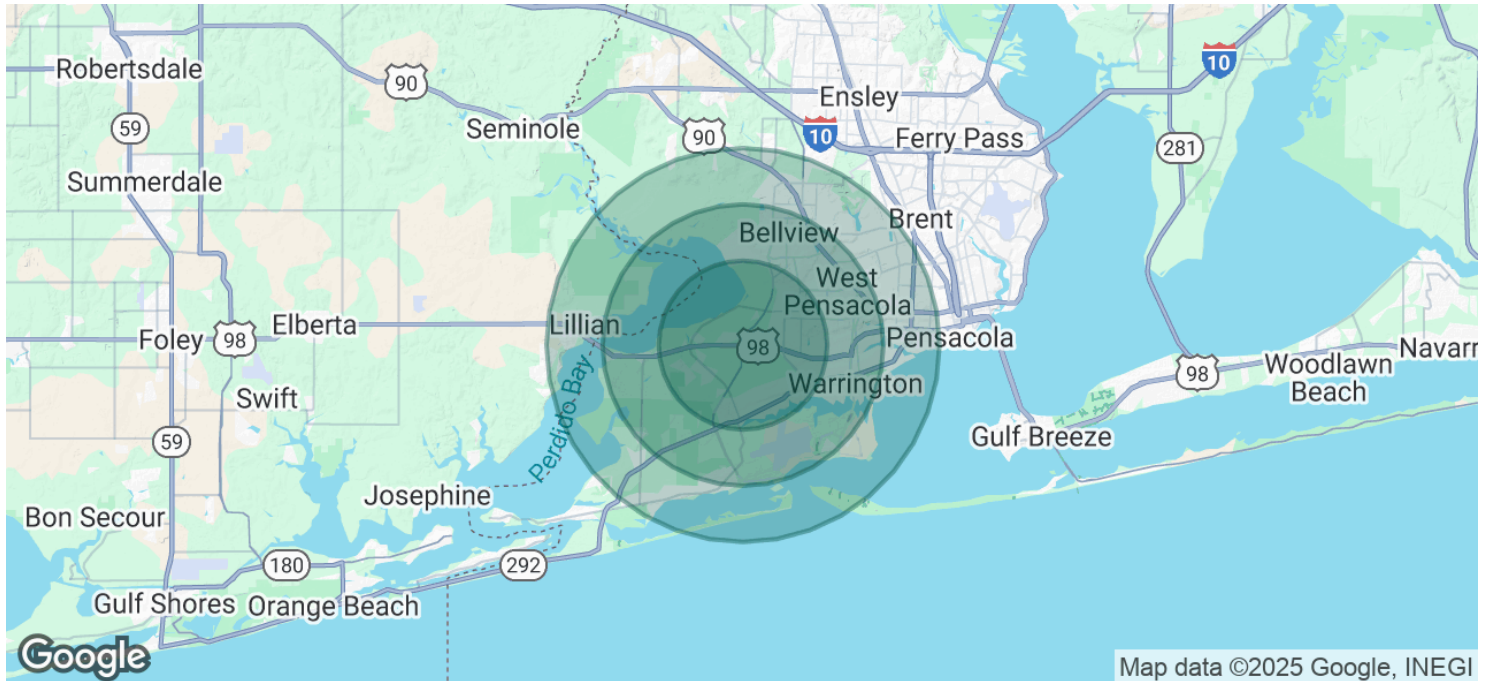 Robertsdale
90
Ensley
10
59
Seminole
90
10
Ferry Pass
281
Summerdale
Brent
Bellview
West
Pensacola
Foley
98
Elberta
Lillian
98
Pensacola
Navarr
Woodlawn
Beach
98
Warrington
Swift
Perdido Bay
Gulf Breeze
59
Josephine
Bon Secour
180
292
Gulf Shores
Orange Beach
Google
Map data ©2025 Google, INEGI